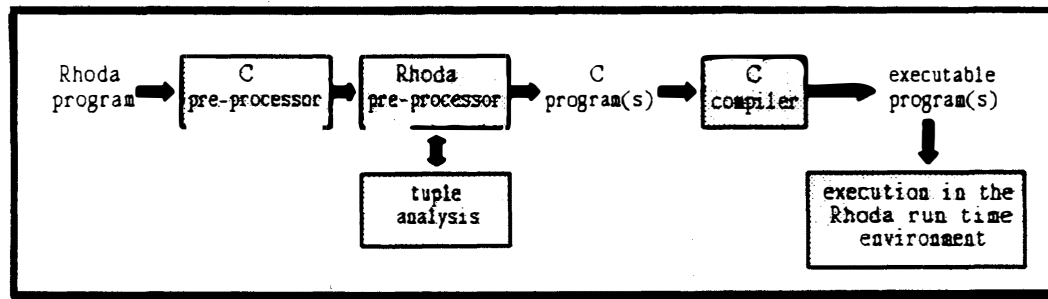 Rhoda
program
C
pre-processor
Rhoda
pre-processor
C
program(s)
C
compiler
executable
program(s)
tuple
analysis
execution in the
Rhoda run time
environment